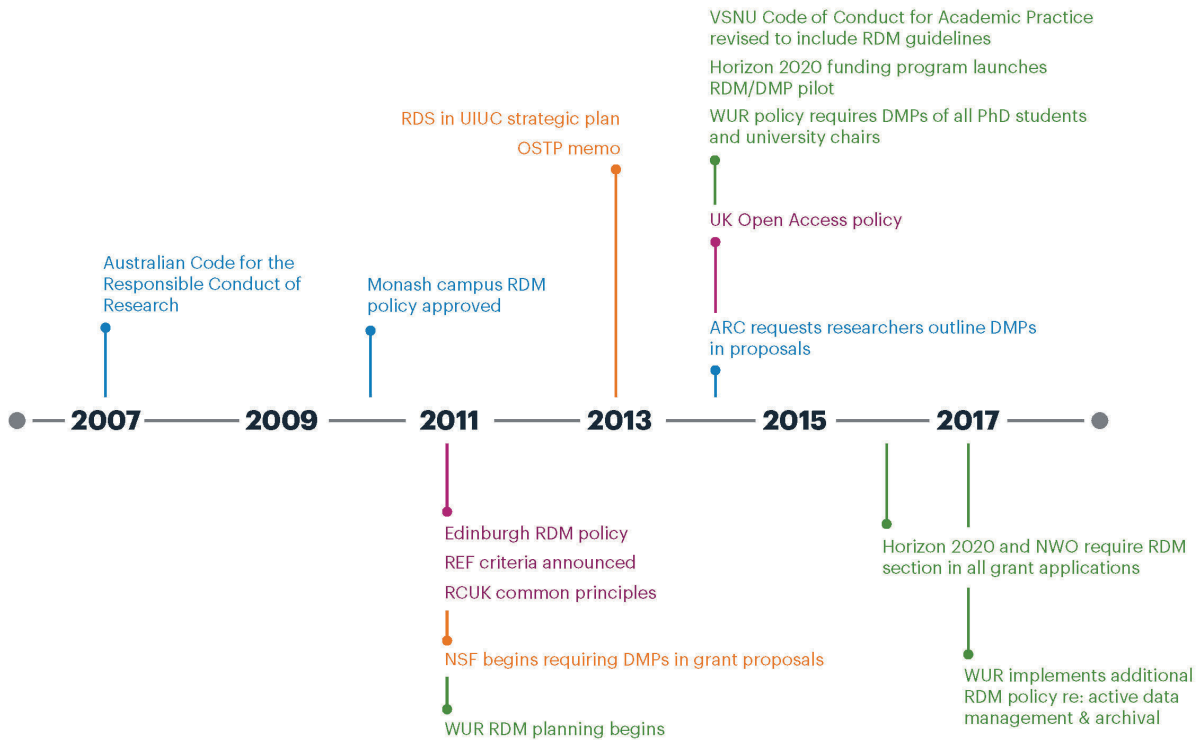 VSNU Code of Conduct for Academic Practice
revised to include RDM guidelines
Horizon 2020 funding program launches
RDM/DMP pilot
WUR policy requires DMPs of all PhD students
and university chairs
RDS in UIUC strategic plan
OSTP memo
UK Open Access policy
Australian Code for the
Responsible Conduct of
Research
Monash campus RDM
policy approved
ARC requests researchers outline DMPs
in proposals
2007
2009
2011
2013
2015
2017
Edinburgh RDM policy
REF criteria announced
RCUK common principles
NSF begins requiring DMPs in grant proposals
WUR RDM planning begins
Horizon 2020 and NWO require RDM
section in all grant applications
WUR implements additional
RDM policy re: active data
management & archival